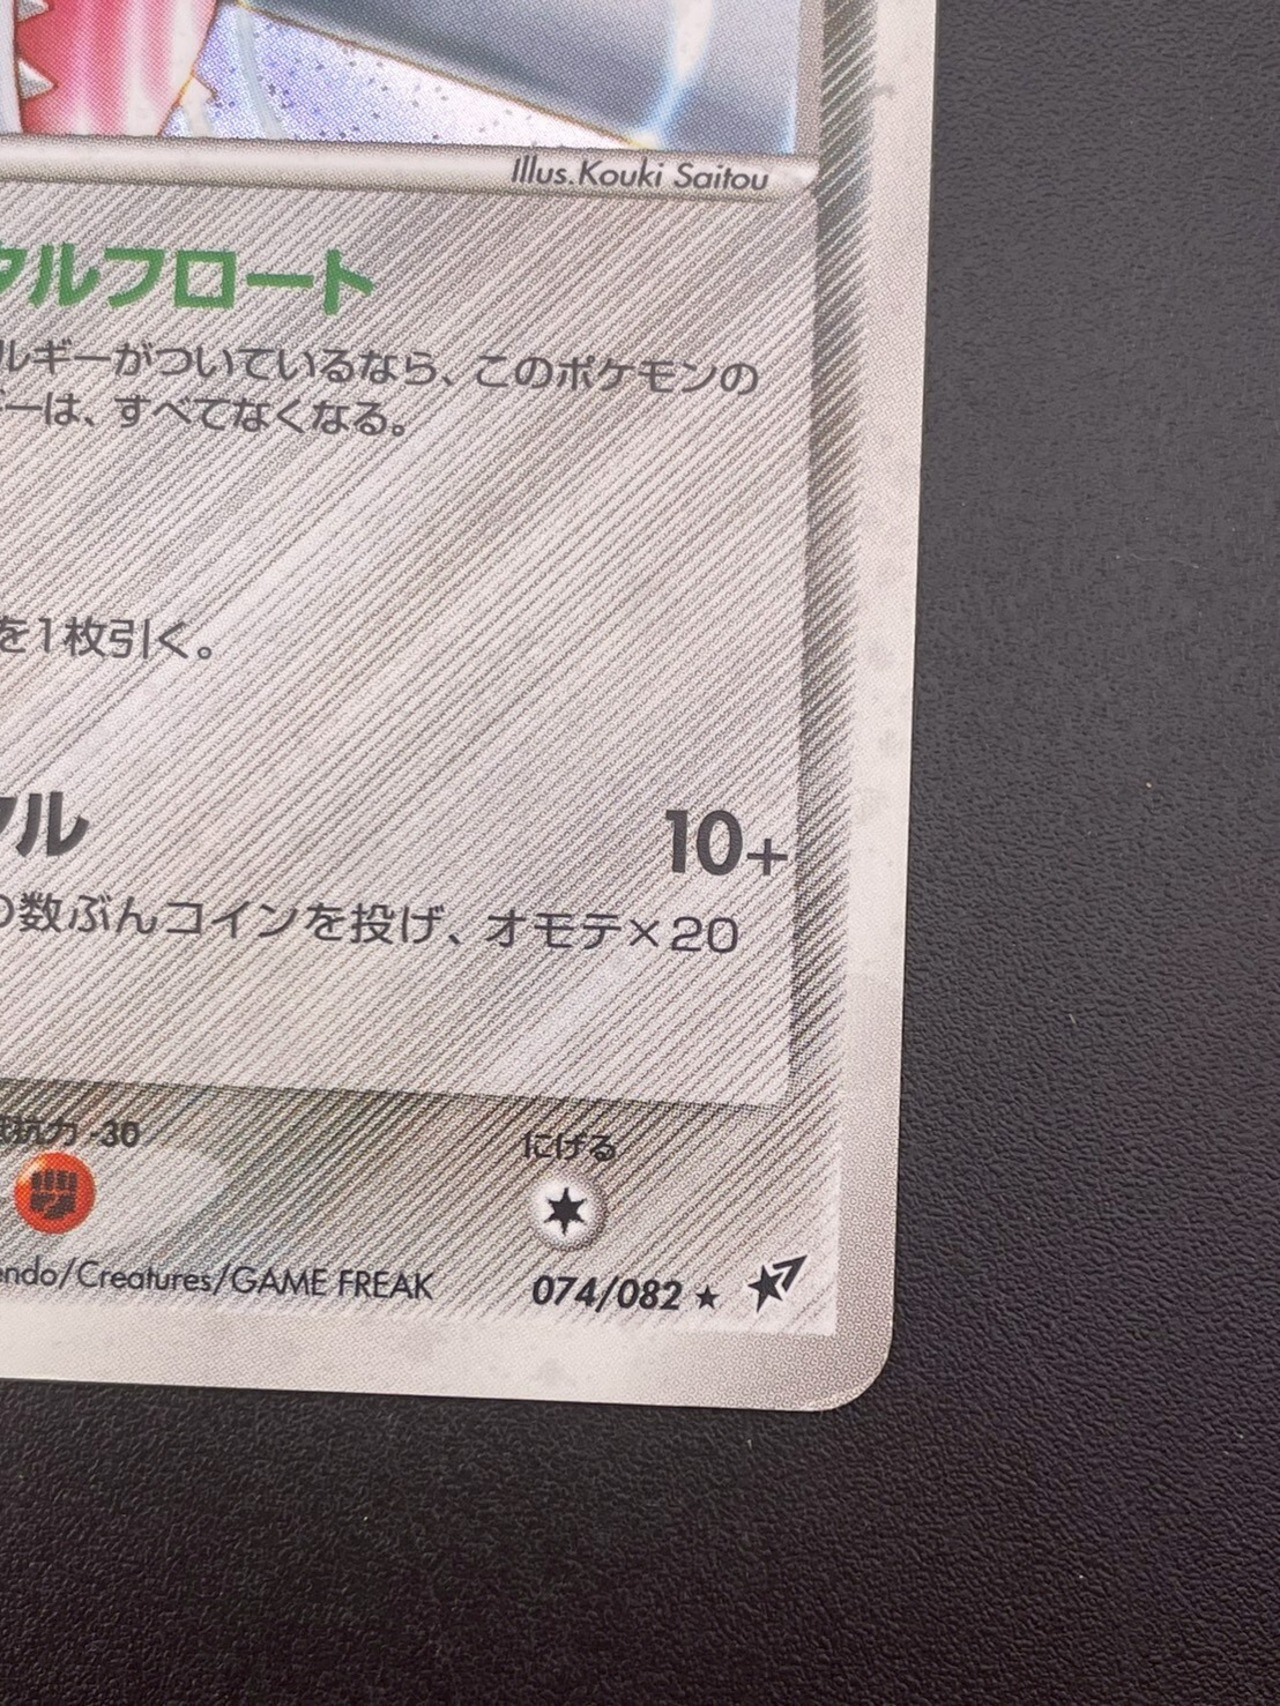 Illus.Kouki Saitou
タルフロート
ルギーがついているなら、このポケモンの
ギーは、すべてなくなる。
を1枚引く。
ル
10+
の数ぶんコインを投げ、オモテ×20
抗力 -30
にげる
endo/Creatures/GAME FREAK
074/082 ★